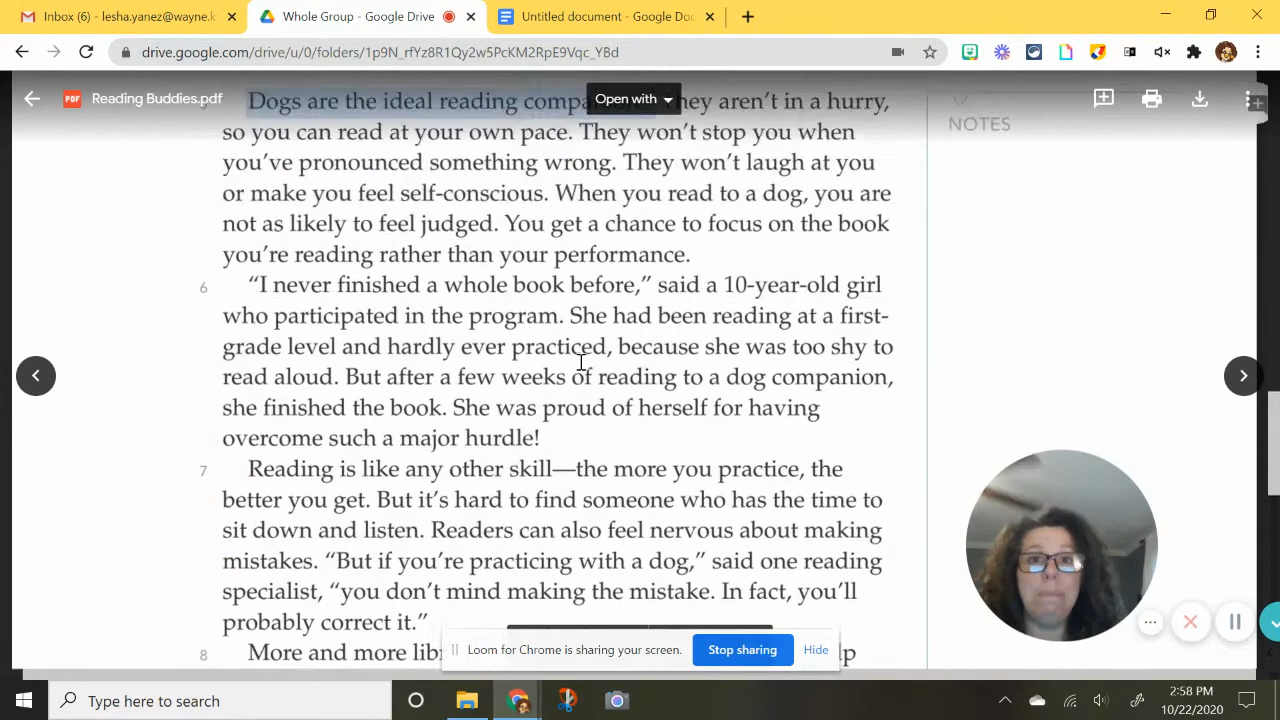 Inbox (6) - lesha.yanez@wayne.k
Whole Group - Google Drive
Untitled document - Google Doc
drive.google.com/drive/u/0/folders/1p9N_rfYz8R1Qy2w5PcKM2RpE9Vqc_YBd
PDF Reading Buddies.pdf
Open with
Dogs are the ideal reading They aren't in a hurry,
so you can read at your own pace. They won't stop you when
you've pronounced something wrong. They won't laugh at you
or make you feel self-conscious. When you read to a dog, you are
not as likely to feel judged. You get a chance to focus on the book
you're reading rather than your performance.
NOTES
6 "I never finished a whole book before," said a 10-year-old girl
who participated in the program. She had been reading at a first-
grade level and hardly ever practiced, because she was too shy to
read aloud. But after a few weeks of reading to a dog companion,
she finished the book. She was proud of herself for having
overcome such a major hurdle!
7 Reading is like any other skill—the more you practice, the
better you get. But it's hard to find someone who has the time to
sit down and listen. Readers can also feel nervous about making
mistakes. "But if you're practicing with a dog," said one reading
specialist, "you don't mind making the mistake. In fact, you'll
probably correct it."
8 More and more
Loom for Chrome is sharing your screen.
Stop sharing
Hide
Type here to search
2:58 PM
10/22/2020